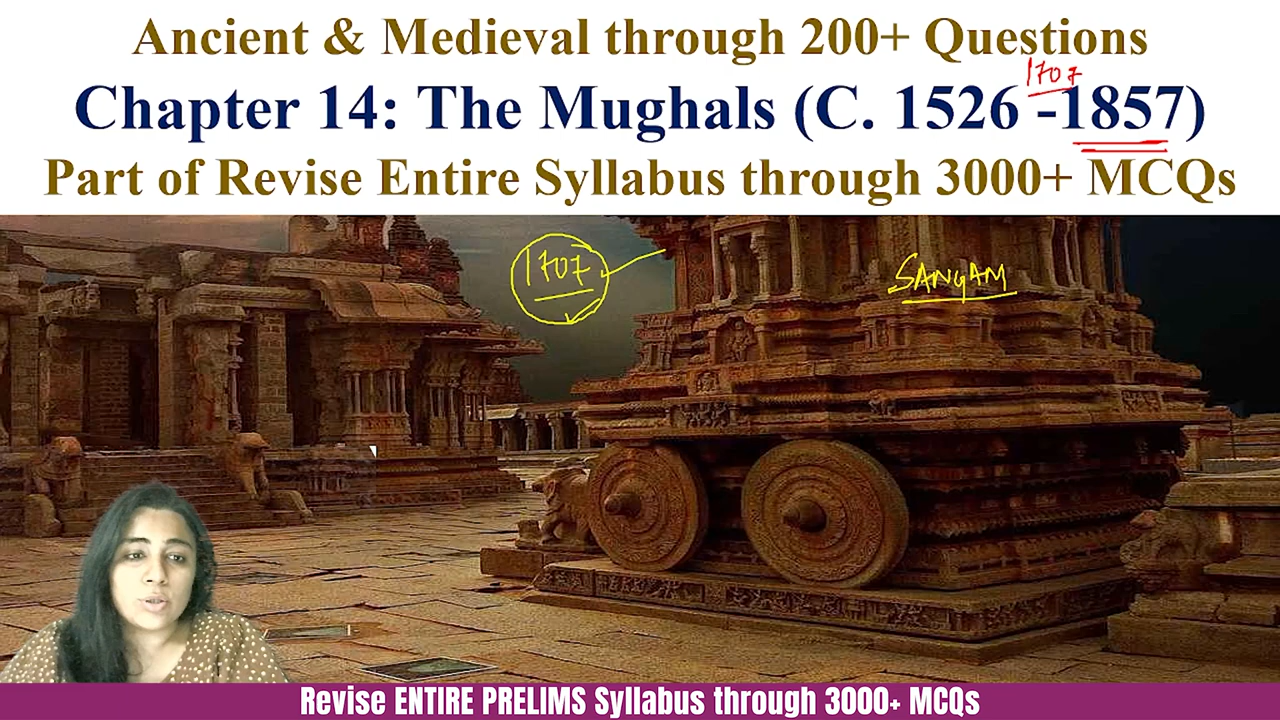 Ancient & Medieval through 200+ Questions
1707
Chapter 14: The Mughals (C. 1526 -1857)
Part of Revise Entire Syllabus through 3000+ MCQs
1707
SANGAM
Revise ENTIRE PRELIMS Syllabus through 3000+ MCQs